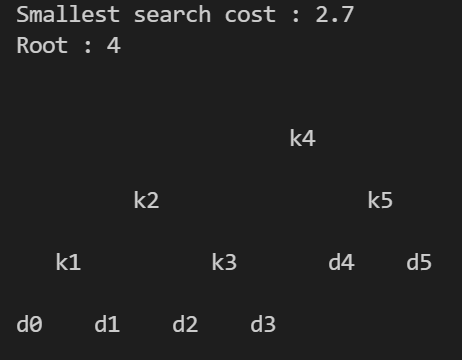 Smallest search cost : 2.7
Root : 4
k4
k2 k5
k1 k3 d4 d5
d0 d1 d2 d3